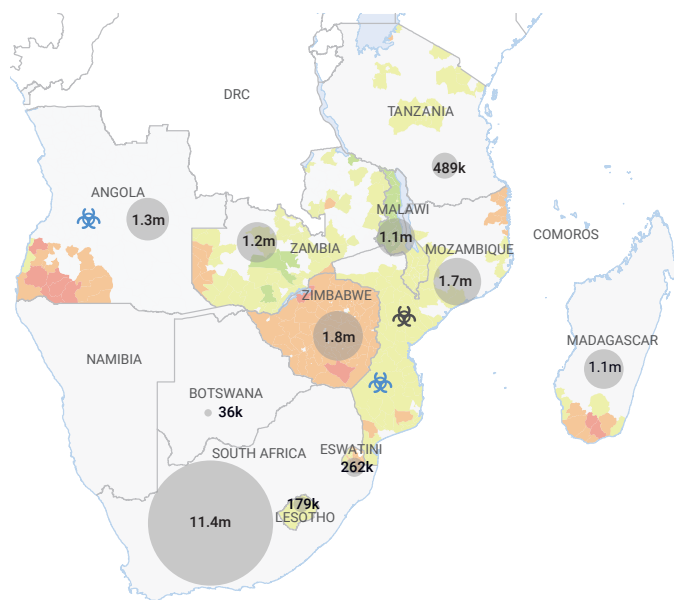 DRC
TANZANIA
489k
ANGOLA
1.3m
MALAWI
1.1m
1.2m
ZAMBIA
MOZAMBIQUE
1.7m
COMOROS
ZIMBABWE
1.8m
NAMIBIA
MADAGASCAR
1.1m
BOTSWANA
36k
SOUTH AFRICA
ESWATINI
262k
179k
LESOTHO
11.4m